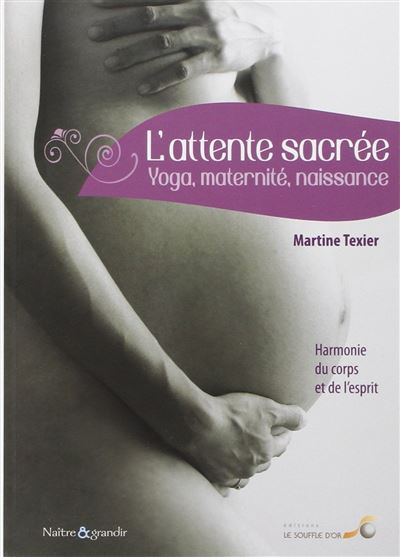 L'attente sacrée
Yoga, maternité, naissance
Martine Texier
Harmonie
du corps
et de l'esprit
Naître & grandir
éditions
LE SOUFFLE D'OR